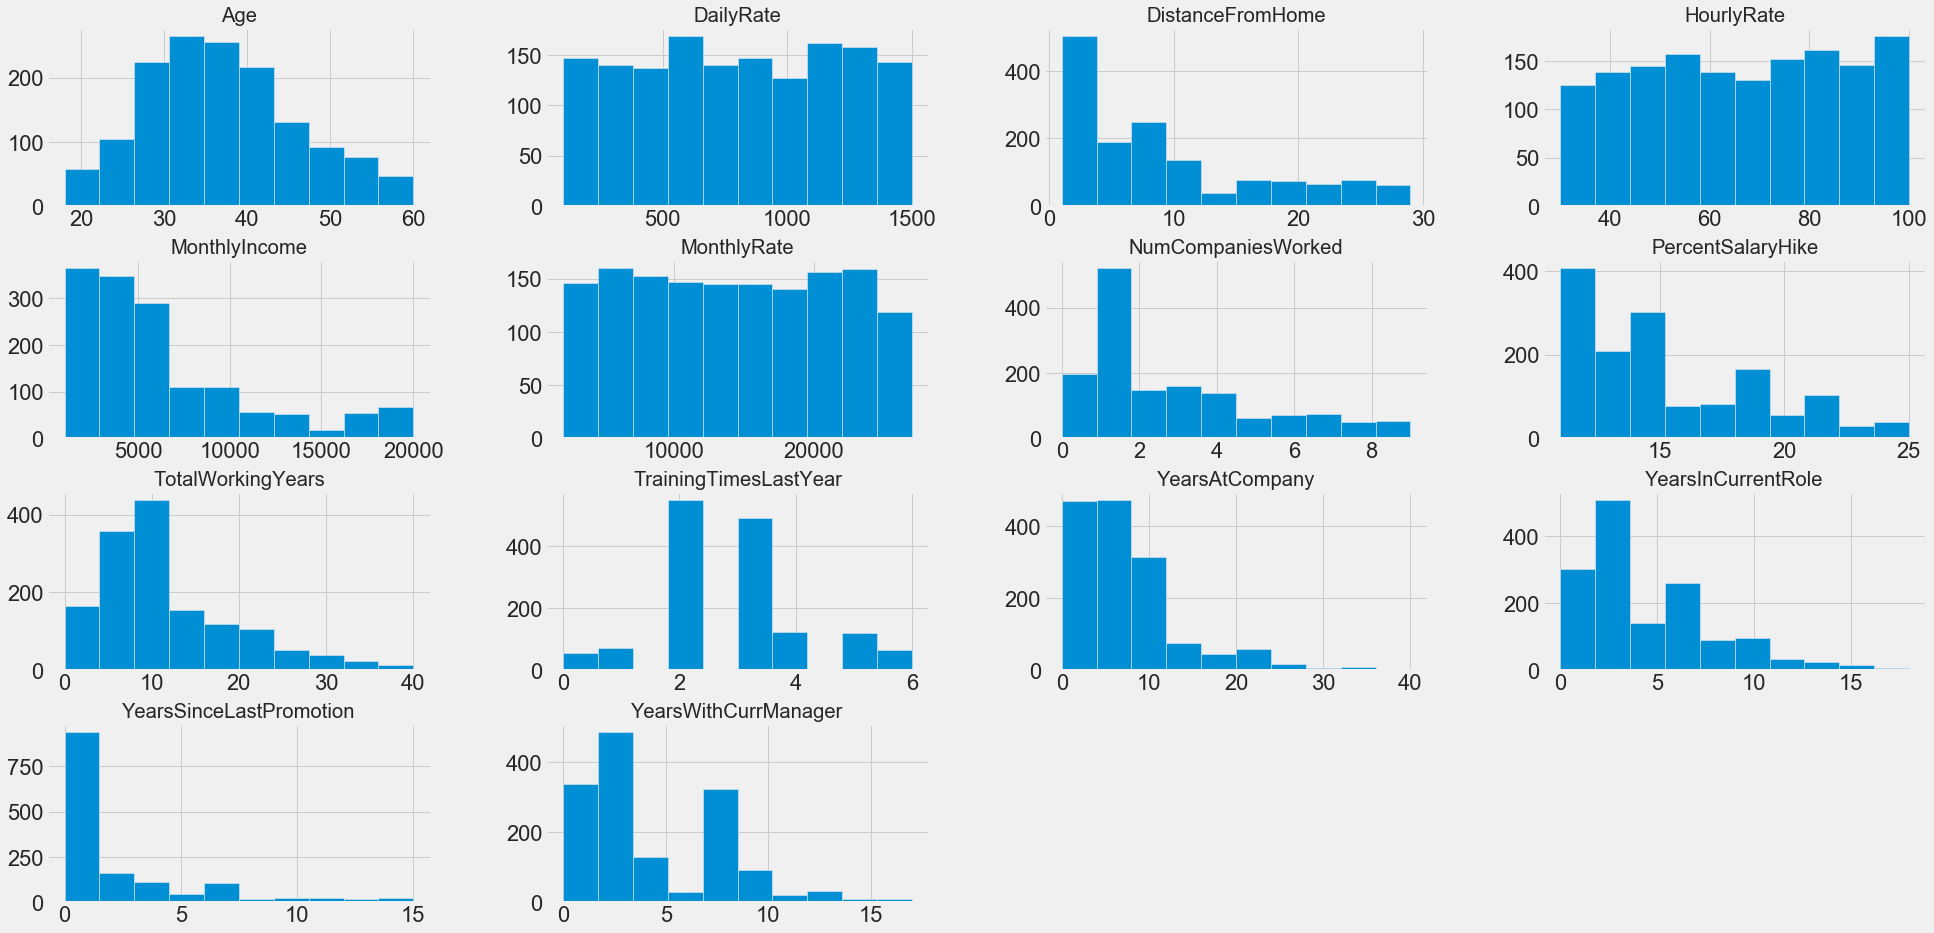 Age
DailyRate
DistanceFromHome
HourlyRate
200
100
0
20 30 40 50 60
150
100
50
0
500 1000 1500
400
200
0
0 10 20 30
150
100
50
0
40 60 80 100
MonthlyIncome
MonthlyRate
NumCompaniesWorked
PercentSalaryHike
300
200
100
0
5000 10000 15000 20000
150
100
50
0
10000 20000
400
200
0
0 2 4 6 8
400
200
0
15 20 25
TotalWorkingYears
TrainingTimesLastYear
YearsAtCompany
YearsInCurrentRole
400
200
0
0 10 20 30 40
400
200
0
0 2 4 6
400
200
0
0 10 20 30 40
400
200
0
0 5 10 15
YearsSinceLastPromotion
YearsWithCurrManager
750
500
250
0
0 5 10 15
400
200
0
0 5 10 15